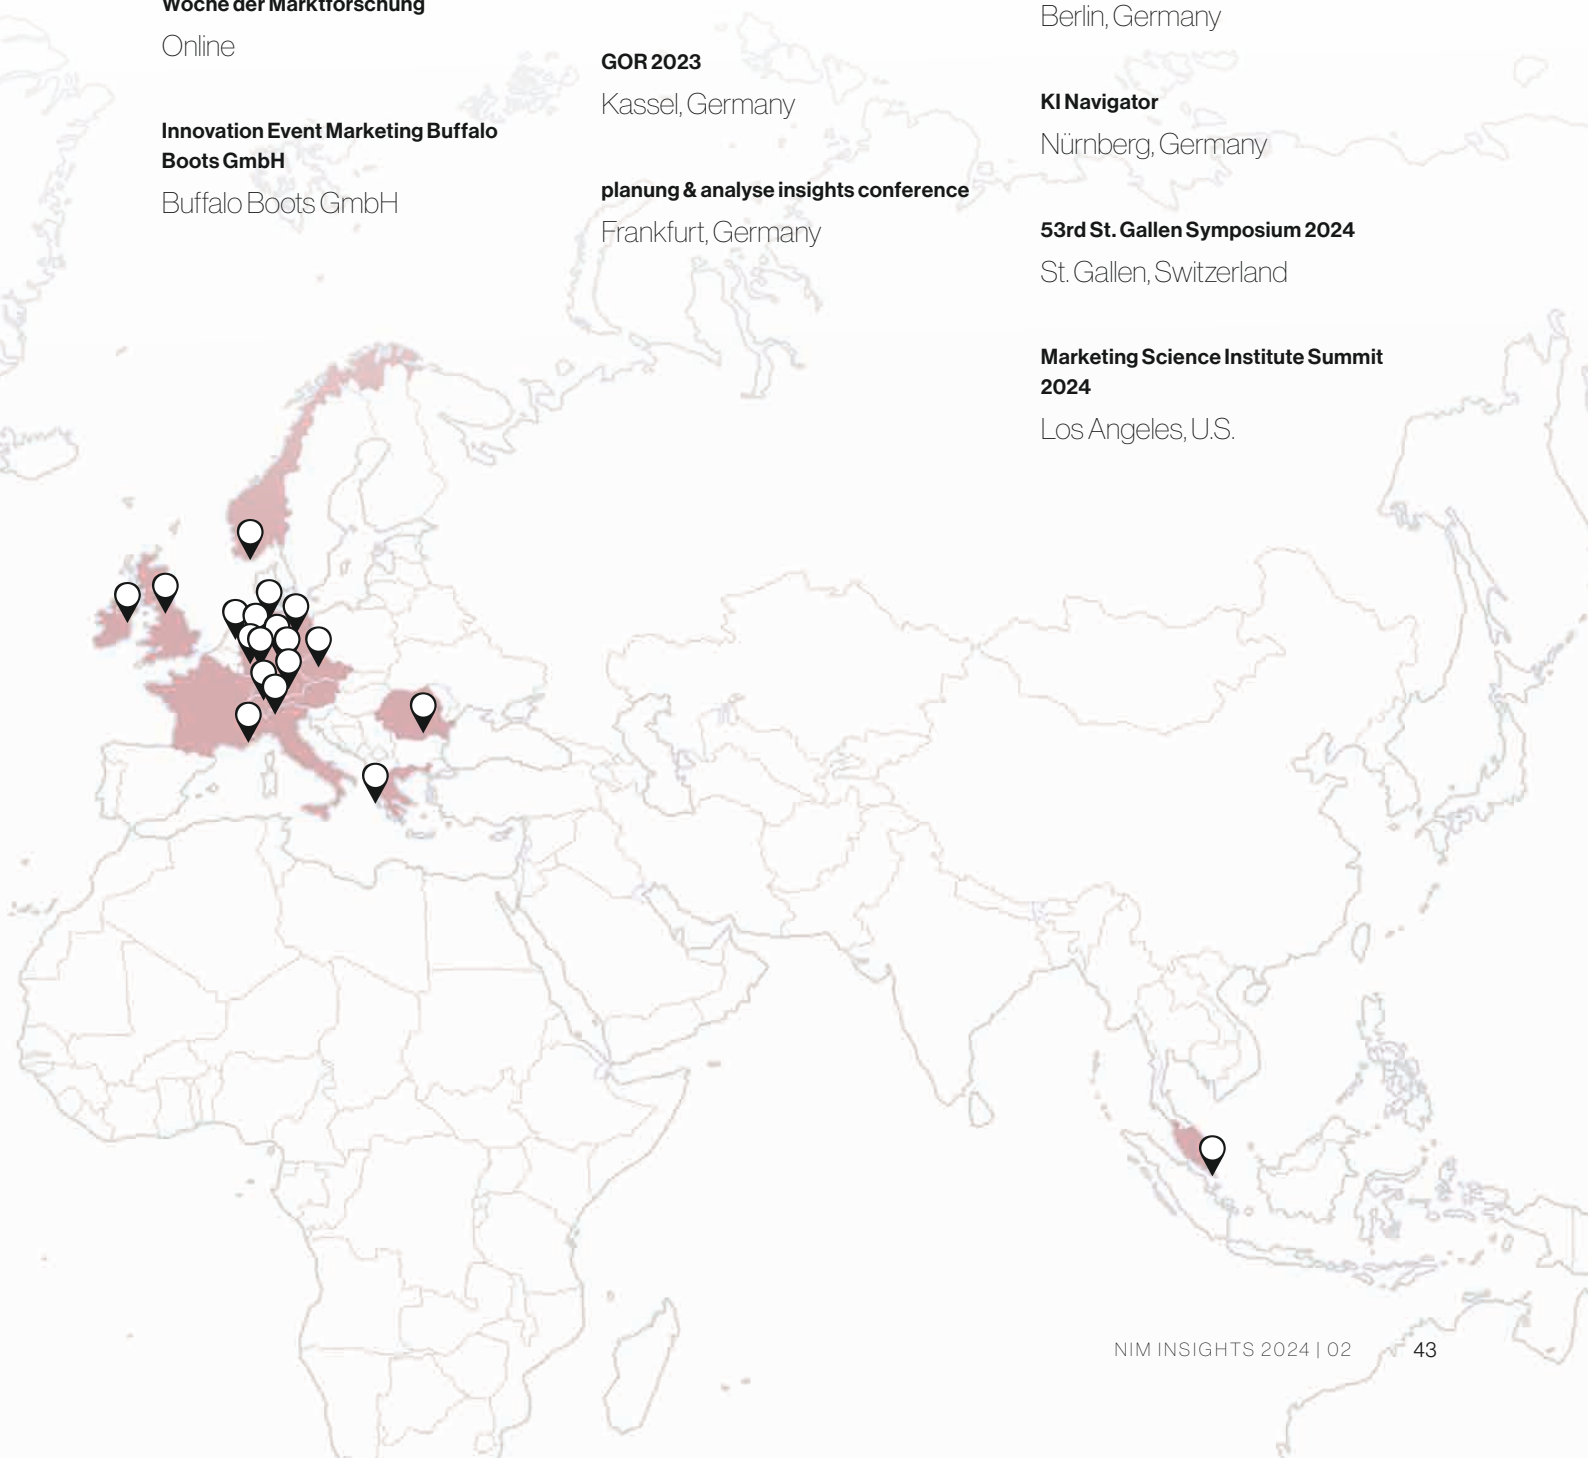 Woche der Marktforschung
Online
Innovation Event Marketing Buffalo
Boots GmbH
Buffalo Boots GmbH
GOR 2023
Kassel, Germany
planung & analyse insights conference
Frankfurt, Germany
Berlin, Germany
KI Navigator
Nürnberg, Germany
53rd St. Gallen Symposium 2024
St. Gallen, Switzerland
Marketing Science Institute Summit
2024
Los Angeles, U.S.
NIM INSIGHTS 2024 | 02 43